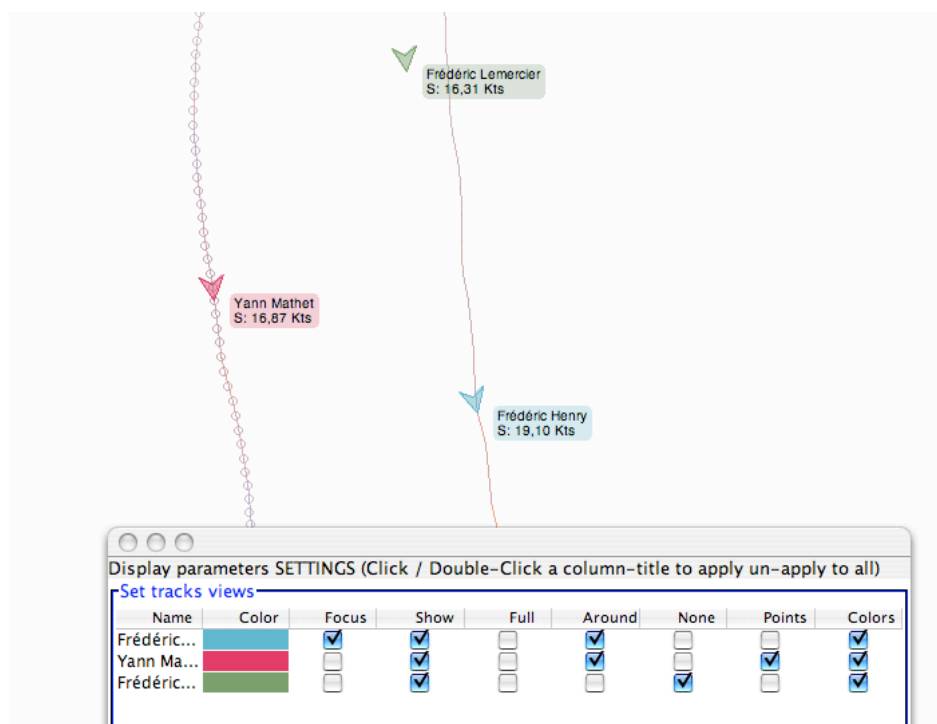 Frédéric Lemercier
S: 16,31 Kts
Yann Mathet
S: 16,87 Kts
Frédéric Henry
S: 19,10 Kts
Display parameters SETTINGS (Click / Double-Click a column-title to apply un-apply to all)
Set tracks views
Name Color Focus Show Full Around None Points Colors
Frédéric...
Yann Ma...
Frédéric...